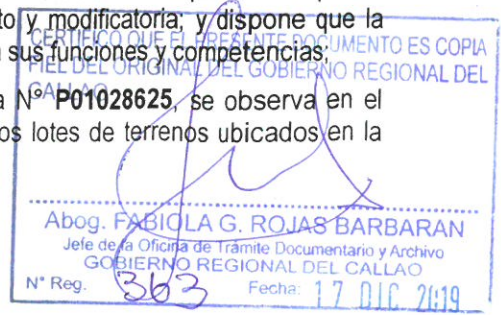 to y modificatoria; y dispone que la
CERTIFICO QUE EL PRESENTE DOCUMENTO ES COPIA
sus funciones y competencias;
FIEL DEL ORIGINAL DEL GOBIERNO REGIONAL DEL
CALLAO
a N° P01028625, se observa en el
os lotes de terrenos ubicados en la
Abog. FABIOLA G. ROJAS BARBARAN
Jefe de la Oficina de Trámite Documentario y Archivo
GOBIERNO REGIONAL DEL CALLAO
N° Reg. 363 Fecha: 17 DIC 2019